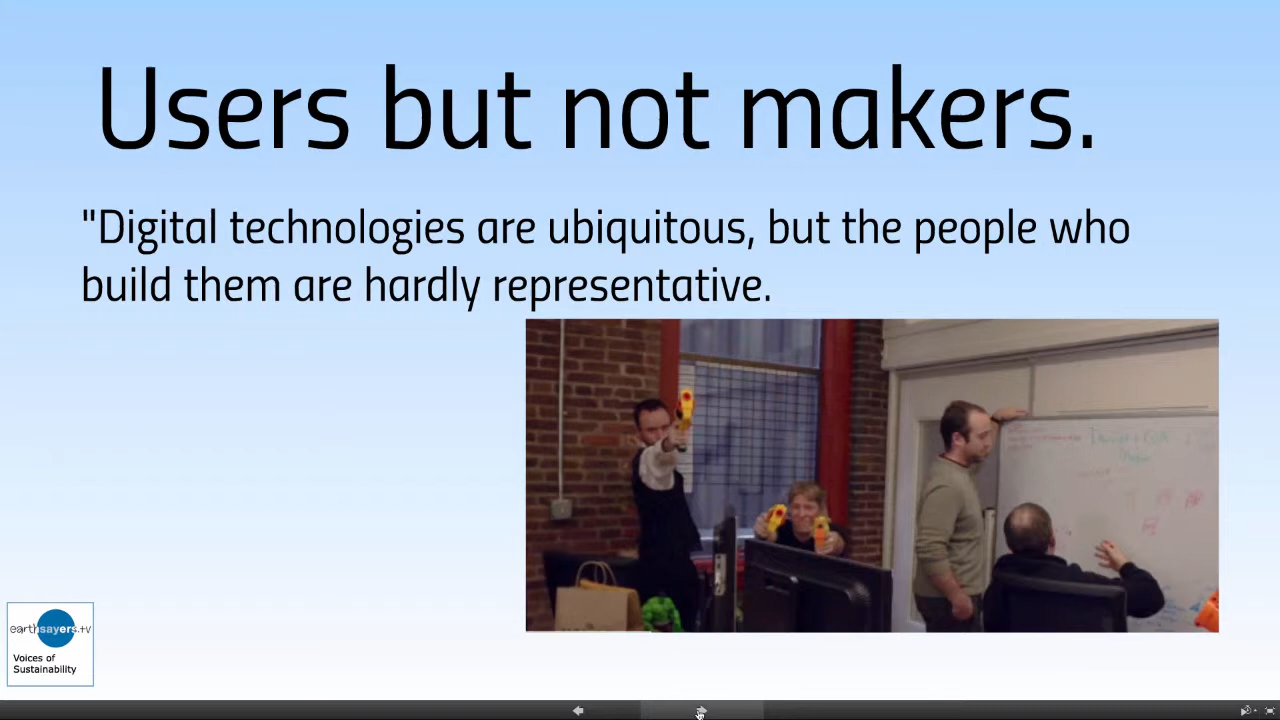 Users but not makers.
"Digital technologies are ubiquitous, but the people who
build them are hardly representative.
earthsayers.tv
Voices of
Sustainability